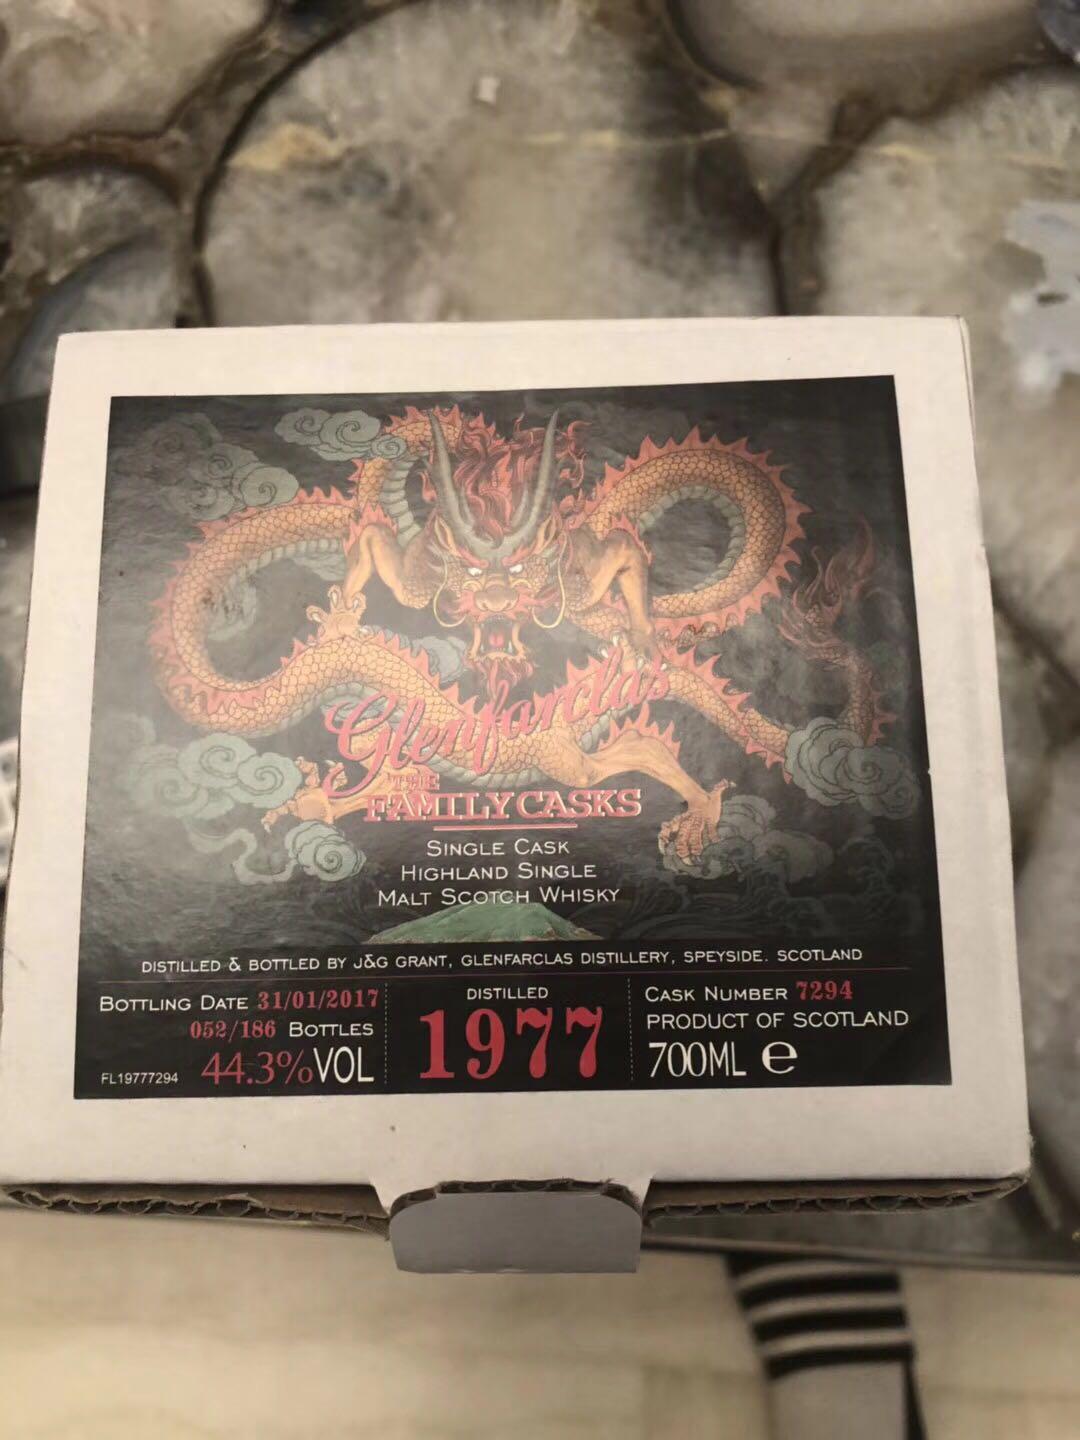 Glenfarclas
THE
FAMILY CASKS
SINGLE CASK
HIGHLAND SINGLE
MALT SCOTCH WHISKY
DISTILLED & BOTTLED BY J&G GRANT, GLENFARCLAS DISTILLERY, SPEYSIDE. SCOTLAND
BOTTLING DATE 31/01/2017
052/186 BOTTLES
FL19777294 44.3%VOL
DISTILLED
1977
CASK NUMBER 7294
PRODUCT OF SCOTLAND
700ML e